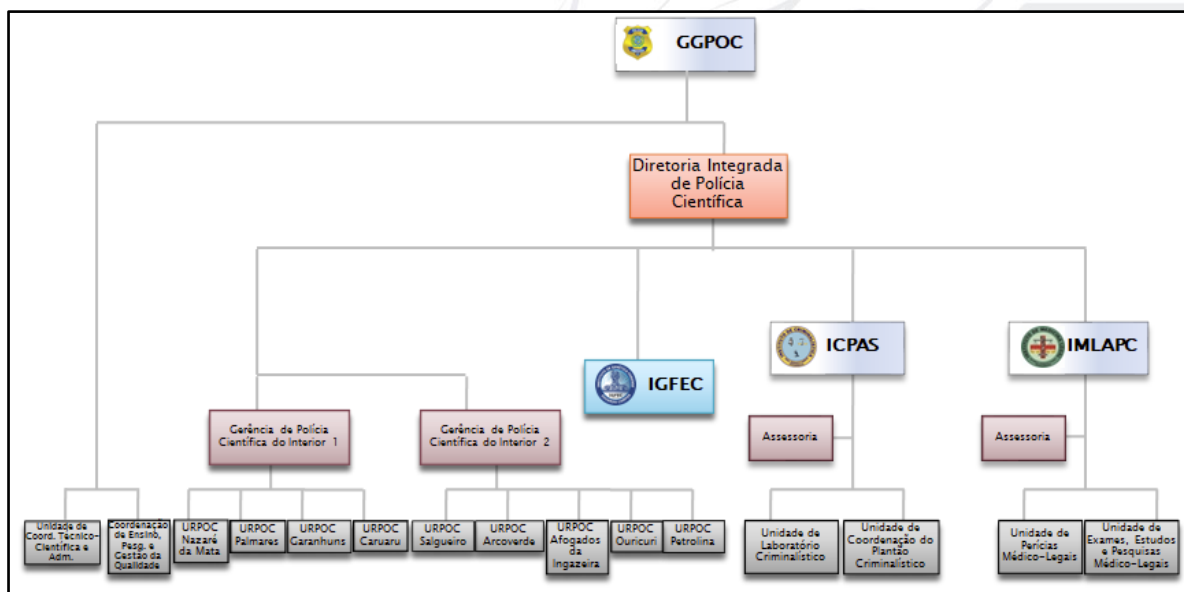 GGPOC
Diretoria Integrada
de Polícia
Científica
ICPAS
IMLAPC
IGFEC
Gerência de Polícia
Científica do Interior 1
Gerência de Polícia
Científica do Interior 2
Assessoria
Assessoria
Unidade de
Coord. Técnico-
Científica e
Adm.
Coordenação
de Ensino,
Pesq. e
Gestão da
Qualidade
URPOC
Nazaré
da Mata
URPOC
Palmares
URPOC
Garanhuns
URPOC
Caruaru
URPOC
Salgueiro
URPOC
Arcoverde
URPOC
Afogados
da
Ingazeira
URPOC
Ouricuri
URPOC
Petrolina
Unidade de
Laboratório
Criminalístico
Unidade de
Coordenação do
Plantão
Criminalístico
Unidade de
Perícias
Médico-Legais
Unidade de
Exames, Estudos
e Pesquisas
Médico-Legais